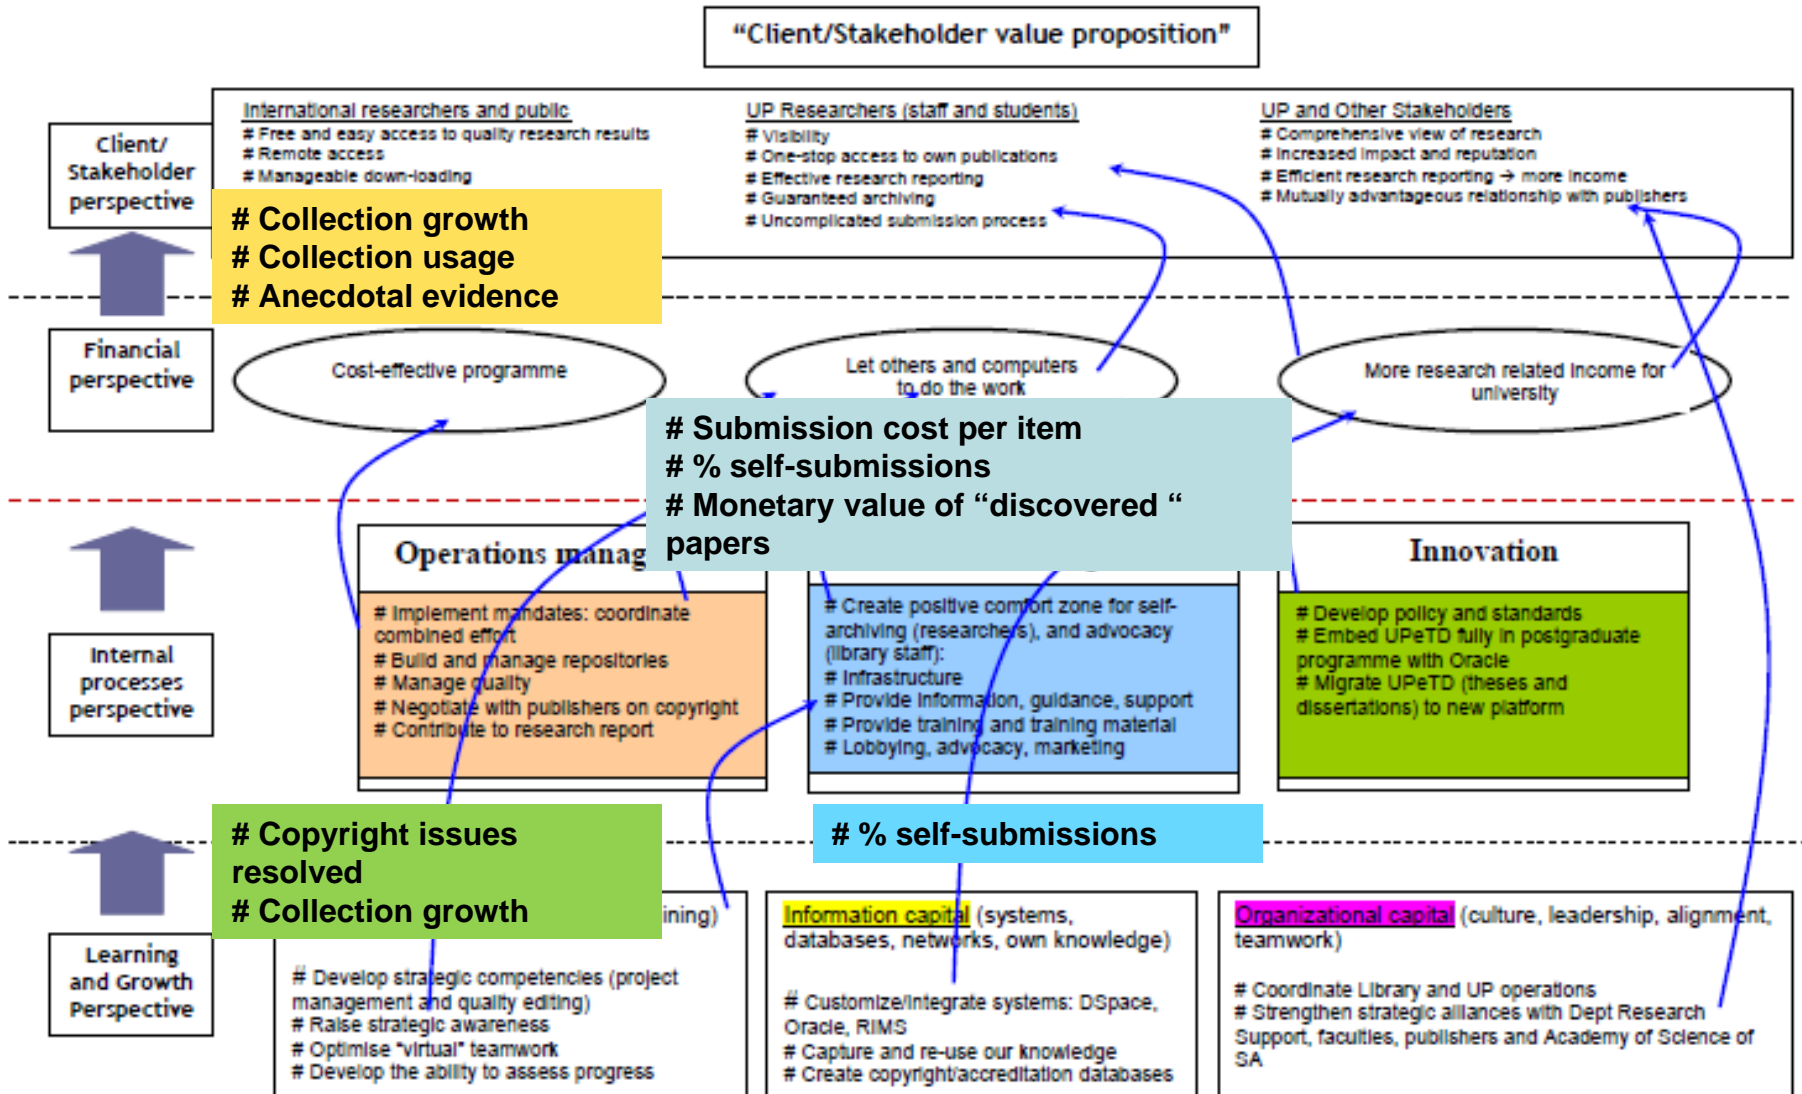 “Client/Stakeholder value proposition”
Client/
Stakeholder
perspective
International researchers and public
# Free and easy access to quality research results
# Remote access
# Manageable down-loading
UP Researchers (staff and students)
# Visibility
# One-stop access to own publications
# Effective research reporting
# Guaranteed archiving
# Uncomplicated submission process
UP and Other Stakeholders
# Comprehensive view of research
# Increased impact and reputation
# Efficient research reporting → more income
# Mutually advantageous relationship with publishers
# Collection growth
# Collection usage
# Anecdotal evidence
Financial
perspective
Cost-effective programme
Let others and computers
to do the work
More research related income for
university
# Submission cost per item
# % self-submissions
# Monetary value of “discovered “
papers
Internal
processes
perspective
Operations manag
# Implement mandates: coordinate
combined effort
# Build and manage repositories
# Manage quality
# Negotiate with publishers on copyright
# Contribute to research report
# Create positive comfort zone for self-
archiving (researchers), and advocacy
(library staff):
# Infrastructure
# Provide information, guidance, support
# Provide training and training material
# Lobbying, advocacy, marketing
Innovation
# Develop policy and standards
# Embed UPeTD fully in postgraduate
programme with Oracle
# Migrate UPeTD (theses and
dissertations) to new platform
# Copyright issues
resolved
# Collection growth
# % self-submissions
Learning
and Growth
Perspective
ining)
# Develop strategic competencies (project
management and quality editing)
# Raise strategic awareness
# Optimise “virtual” teamwork
# Develop the ability to assess progress
Information capital (systems,
databases, networks, own knowledge)
# Customize/integrate systems: DSpace,
Oracle, RIMS
# Capture and re-use our knowledge
# Create copyright/accreditation databases
Organizational capital (culture, leadership, alignment,
teamwork)
# Coordinate Library and UP operations
# Strengthen strategic alliances with Dept Research
Support, faculties, publishers and Academy of Science of
SA